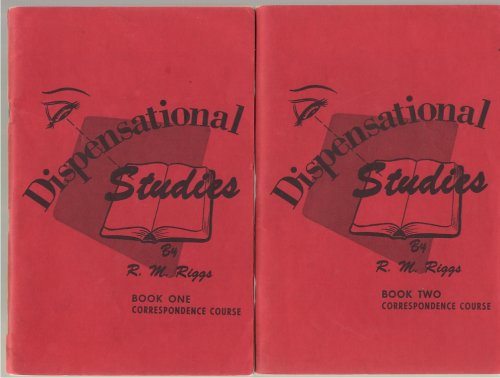 Dispensational
Studies
By
R. M. Riggs
BOOK ONE
CORRESPONDENCE COURSE
Dispensational
Studies
By
R. M. Riggs
BOOK TWO
CORRESPONDENCE COURSE